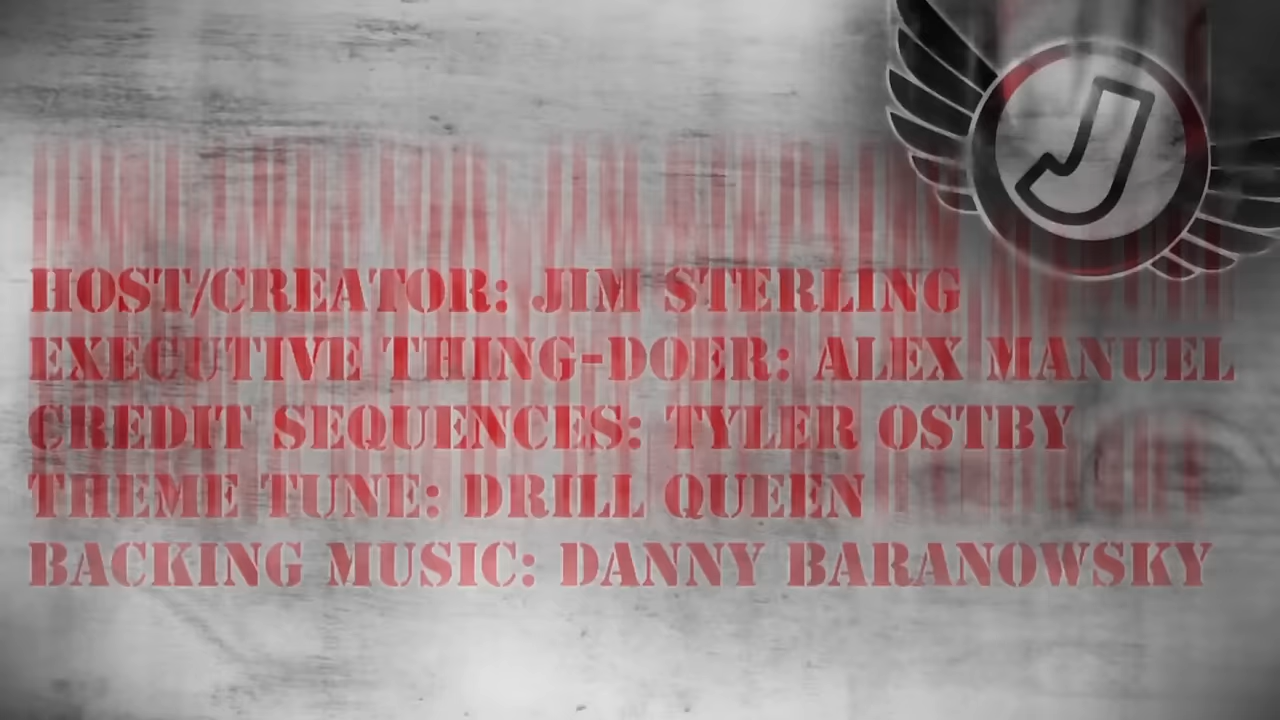 HOST/CREATOR: JIM STERLING
EXECUTIVE THING-DOER: ALEX MANUEL
CREDIT SEQUENCES: TYLER OSTBY
THEME TUNE: DRILL QUEEN
BACKING MUSIC: DANNY BARANOWSKY
J